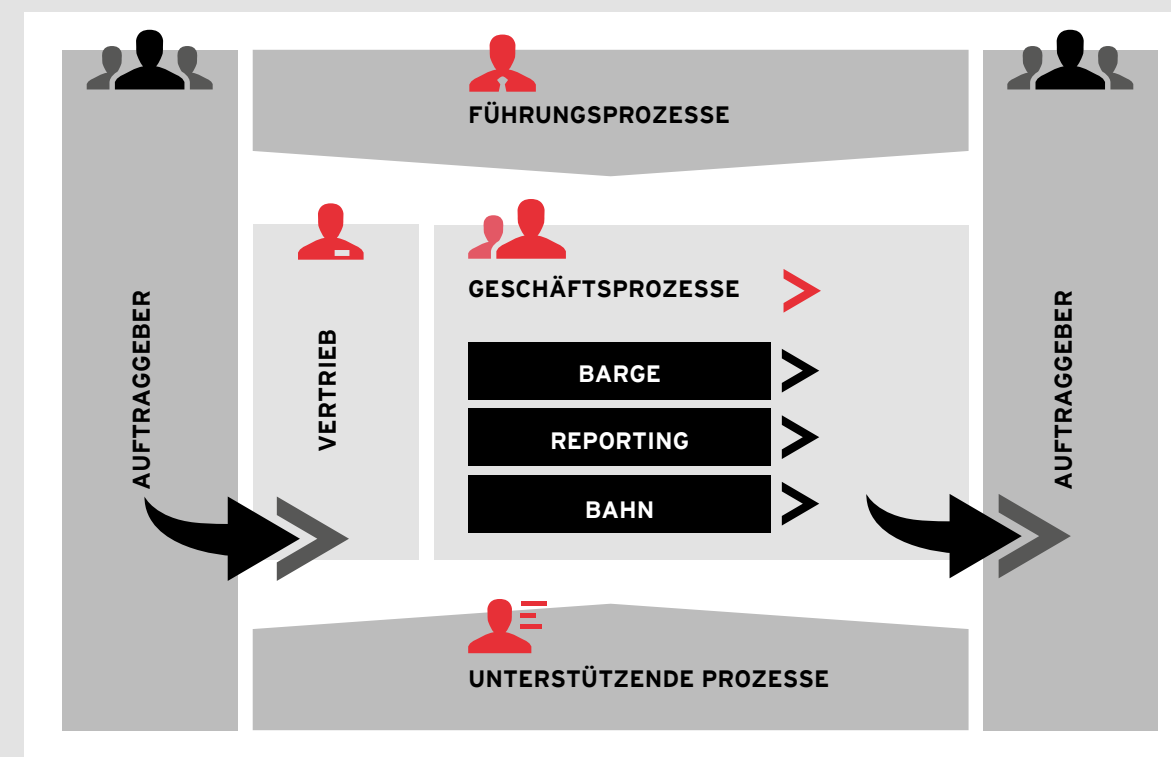 FÜHRUNGSPROZESSE
AUFTRAGGEBER
VERTRIEB
GESCHÄFTSPROZESSE
BARGE
REPORTING
BAHN
AUFTRAGGEBER
UNTERSTÜTZENDE PROZESSE